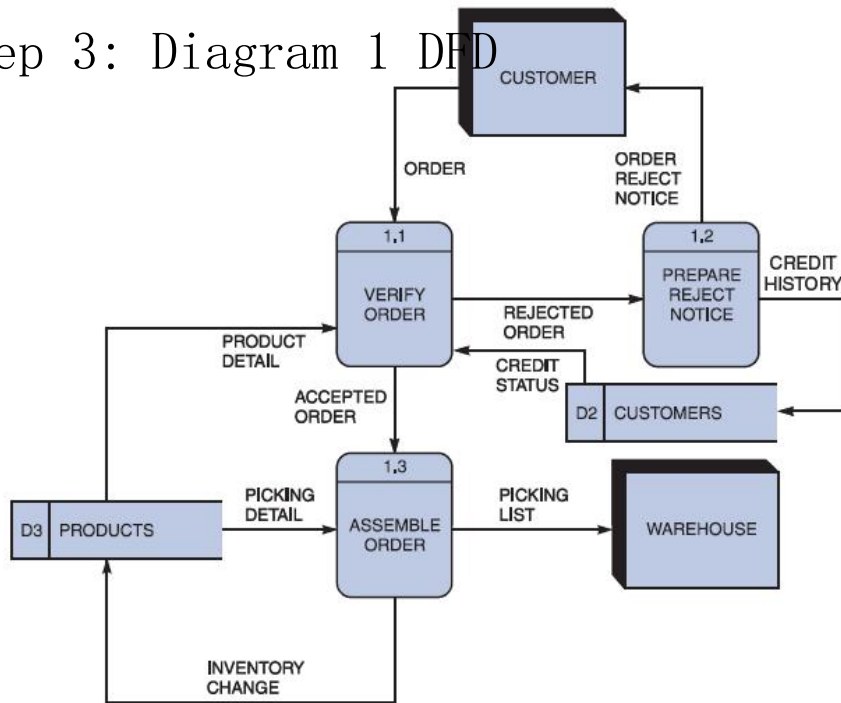 ep 3: Diagram 1 DFD
CUSTOMER
ORDER
ORDER
REJECT
NOTICE
1.1
VERIFY
ORDER
1.2
PREPARE
REJECT
NOTICE
CREDIT
HISTORY
REJECTED
ORDER
PRODUCT
DETAIL
CREDIT
STATUS
ACCEPTED
ORDER
D2 CUSTOMERS
1.3
ASSEMBLE
ORDER
PICKING
DETAIL
PICKING
LIST
D3 PRODUCTS
WAREHOUSE
INVENTORY
CHANGE